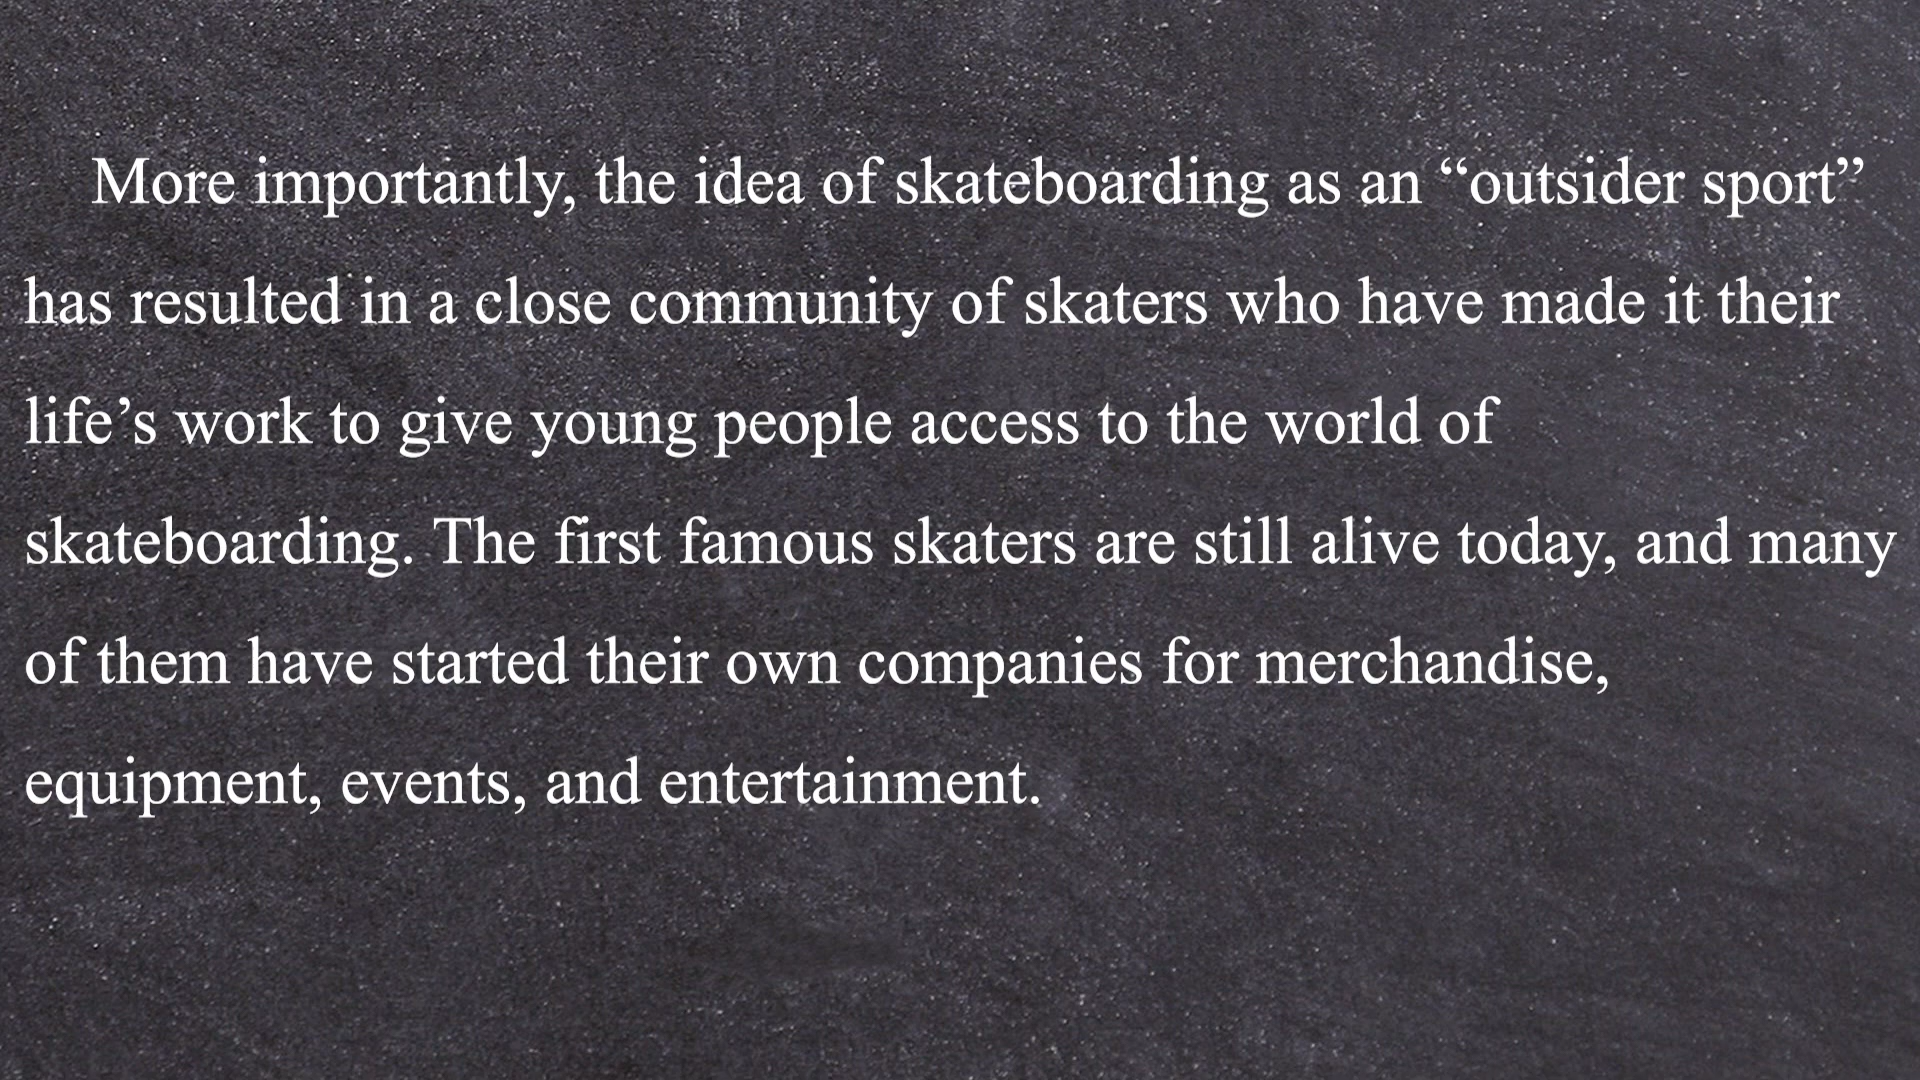 More importantly, the idea of skateboarding as an “outsider sport”
has resulted in a close community of skaters who have made it their
life’s work to give young people access to the world of
skateboarding. The first famous skaters are still alive today, and many
of them have started their own companies for merchandise,
equipment, events, and entertainment.